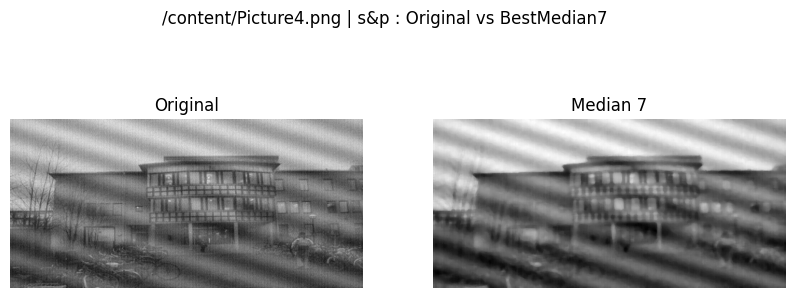 /content/Picture4.png | s&p : Original vs BestMedian7
Original
Median 7